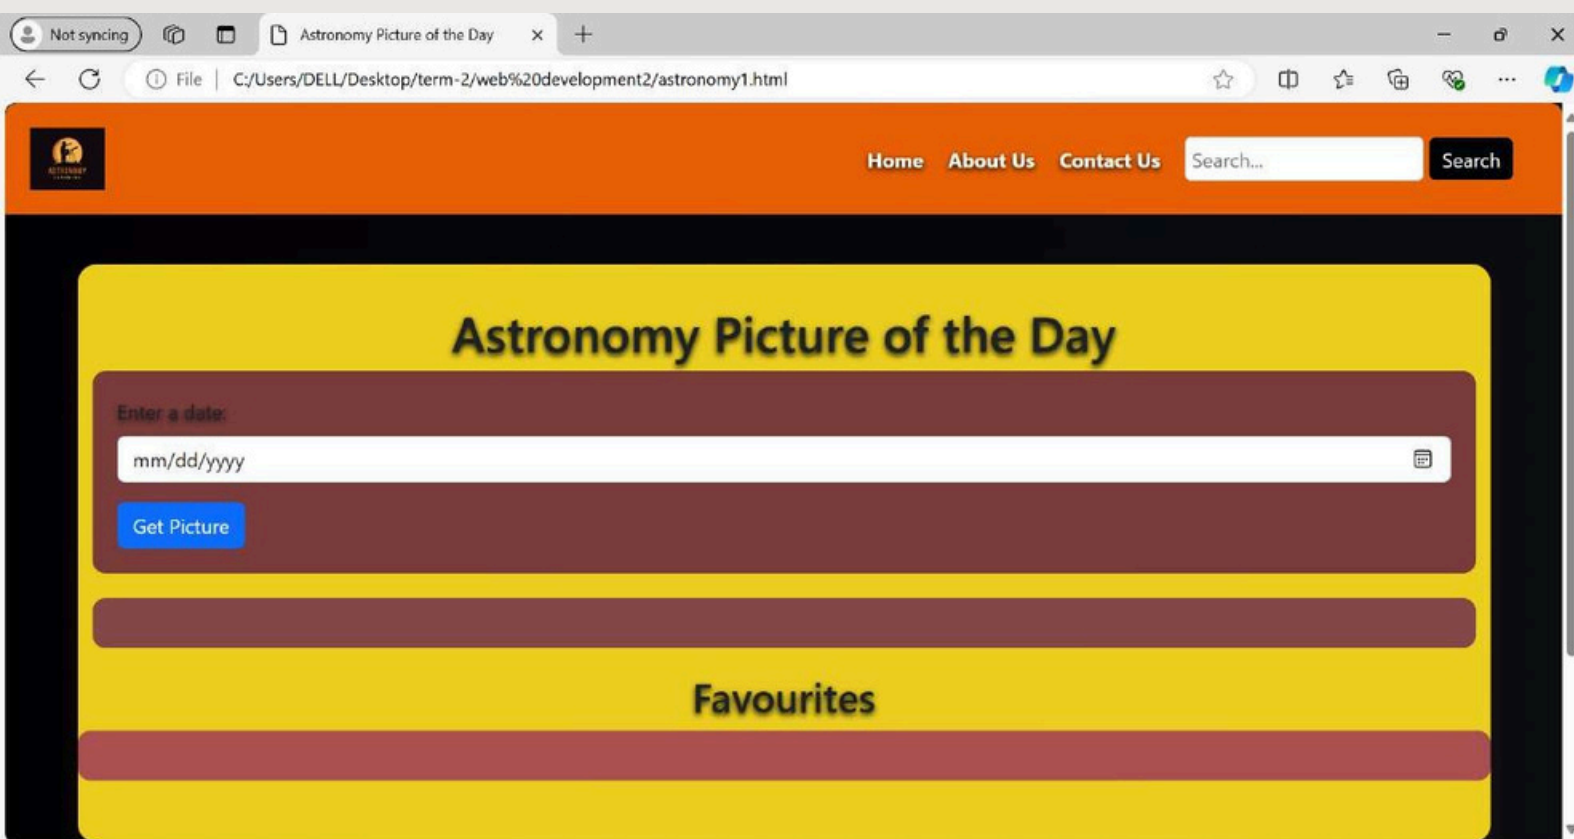 Not syncing
Astronomy Picture of the Day
File
C:/Users/DELL/Desktop/term-2/web%20development2/astronomy1.html
Home About Us Contact Us Search... Search
Astronomy Picture of the Day
Enter a date:
mm/dd/yyyy
Get Picture
Favourites